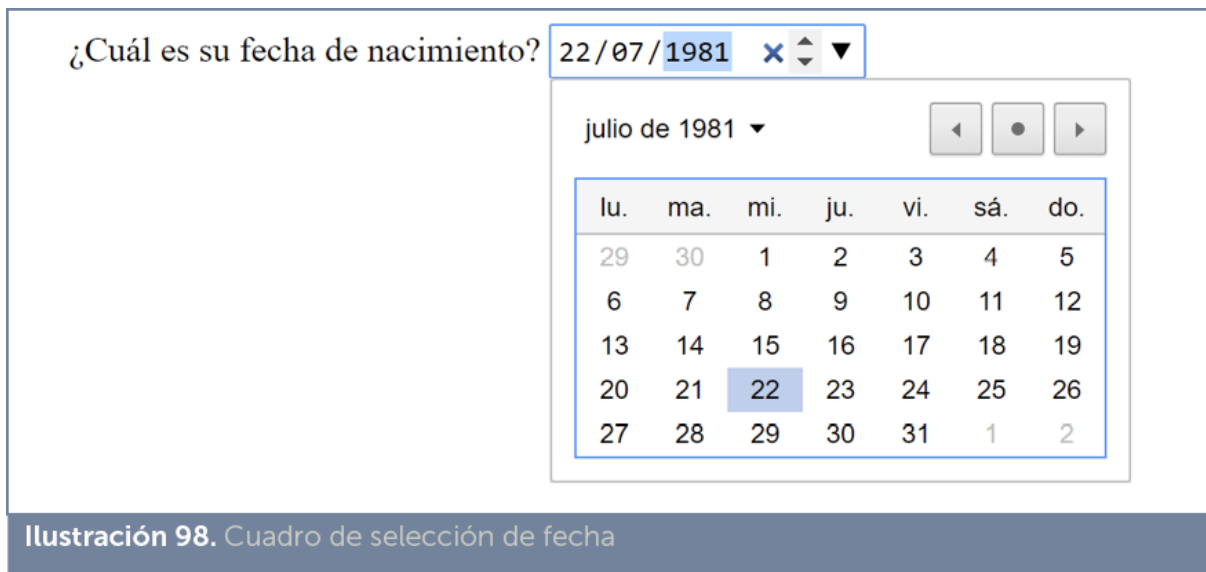 ¿Cuál es su fecha de nacimiento? 22/07/1981
julio de 1981
lu. ma. mi. ju. vi. sá. do.
29 30 1 2 3 4 5
6 7 8 9 10 11 12
13 14 15 16 17 18 19
20 21 22 23 24 25 26
27 28 29 30 31 1 2
Ilustración 98. Cuadro de selección de fecha